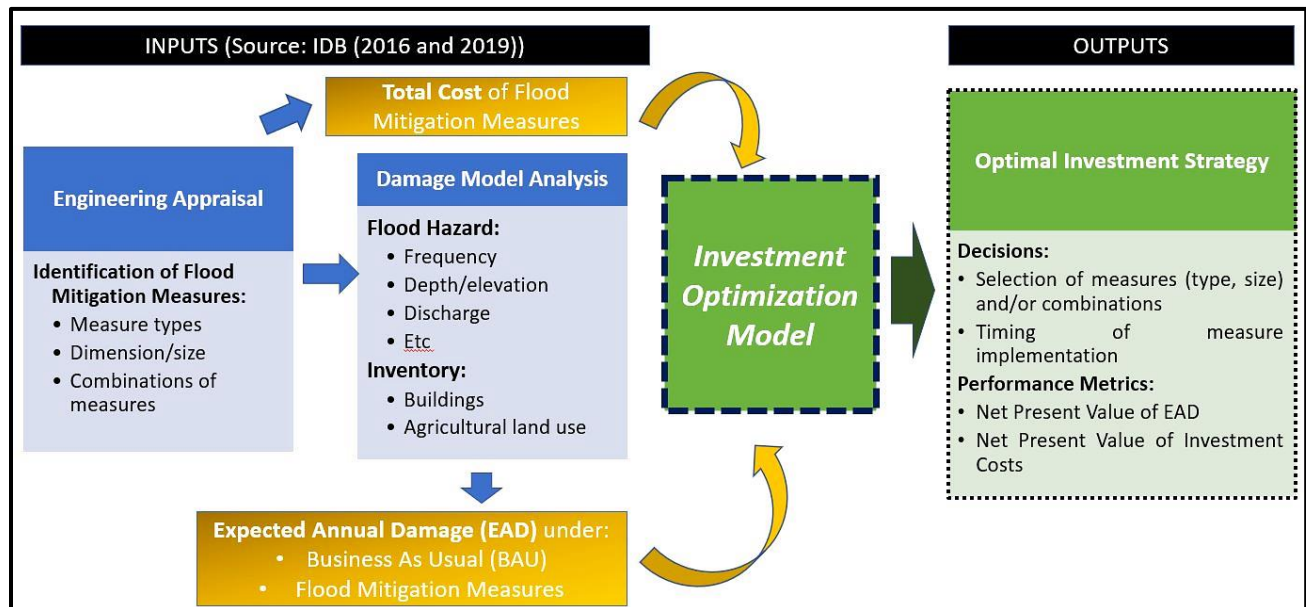 INPUTS (Source: IDB (2016 and 2019))
Total Cost of Flood
Mitigation Measures
Engineering Appraisal
Identification of Flood
Mitigation Measures:
• Measure types
• Dimension/size
• Combinations of
measures
Damage Model Analysis
Flood Hazard:
• Frequency
• Depth/elevation
• Discharge
• Etc
Inventory:
• Buildings
• Agricultural land use
Expected Annual Damage (EAD) under:
• Business As Usual (BAU)
• Flood Mitigation Measures
Investment
Optimization
Model
OUTPUTS
Optimal Investment Strategy
Decisions:
• Selection of measures (type, size)
and/or combinations
• Timing of measure
implementation
Performance Metrics:
• Net Present Value of EAD
• Net Present Value of Investment
Costs